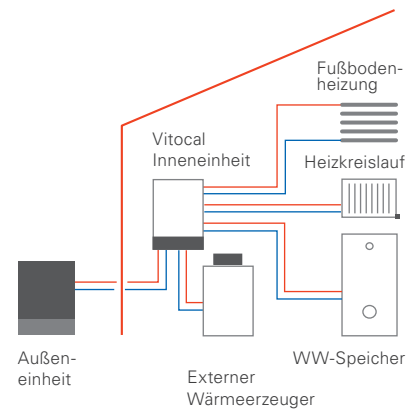 Fußboden-
heizung
Vitocal
Inneneinheit
Heizkreislauf
Außen-
einheit
Externer
Wärmeerzeuger
WW-Speicher